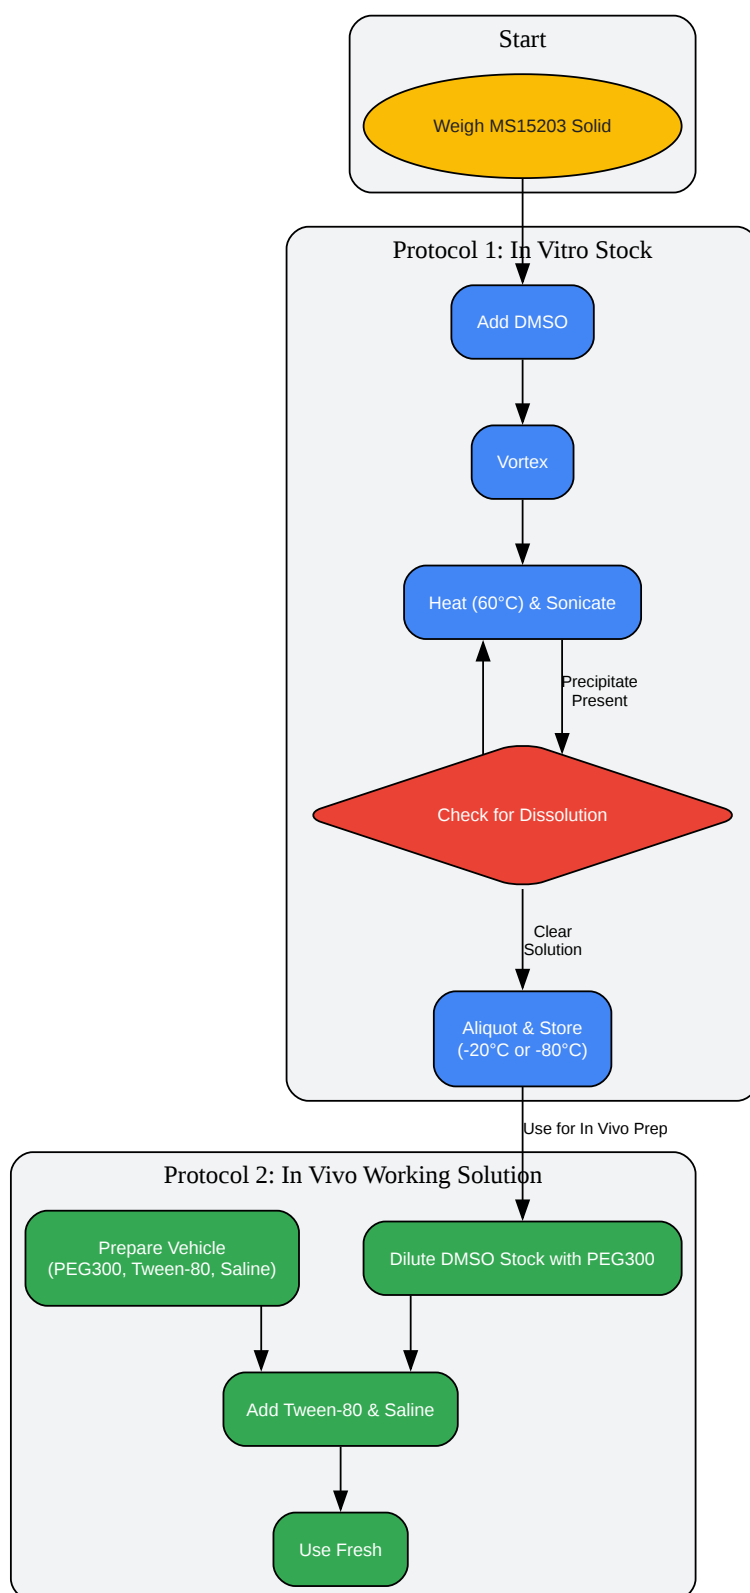 Start
Weigh MS15203 Solid
Protocol 1: In Vitro Stock
Add DMSO
Vortex
Heat (60°C) & Sonicate
Precipitate
Present
Check for Dissolution
Clear
Solution
Aliquot & Store
(-20°C or -80°C)
Use for In Vivo Prep
Protocol 2: In Vivo Working Solution
Prepare Vehicle
(PEG300, Tween-80, Saline)
Dilute DMSO Stock with PEG300
Add Tween-80 & Saline
Use Fresh